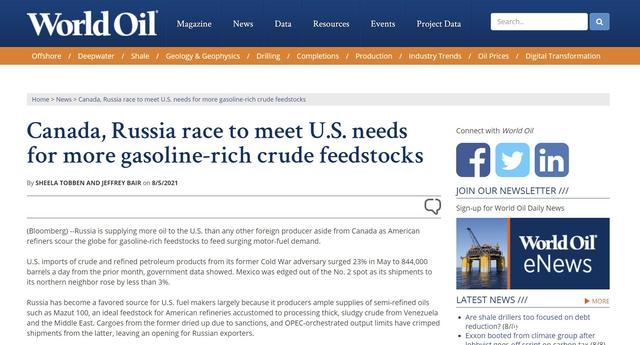 World Oil®
Magazine News Data Resources Events Project Data
Search..
Offshore / Deepwater / Shale / Geology & Geophysics / Drilling / Completions / Production / Industry Trends / Oil Prices / Digital Transformation
Home > News > Canada, Russia race to meet U.S. needs for more gasoline-rich crude feedstocks
Canada, Russia race to meet U.S. needs
for more gasoline-rich crude feedstocks
By SHEELA TOBBEN AND JEFFREY BAIR on 8/5/2021
(Bloomberg) --Russia is supplying more oil to the U.S. than any other foreign producer aside from Canada as American
refiners scour the globe for gasoline-rich feedstocks to feed surging motor-fuel demand.
U.S. imports of crude and refined petroleum products from its former Cold War adversary surged 23% in May to 844,000
barrels a day from the prior month, government data showed. Mexico was edged out of the No. 2 spot as its shipments to
its northern neighbor rose by less than 3%.
Russia has become a favored source for U.S. fuel makers largely because it producers ample supplies of semi-refined oils
such as Mazut 100, an ideal feedstock for American refineries accustomed to processing thick, sludgy crude from Venezuela
and the Middle East. Cargoes from the former dried up due to sanctions, and OPEC-orchestrated output limits have crimped
shipments from the latter, leaving an opening for Russian exporters.
Connect with World Oil
JOIN OUR NEWSLETTER ///
Sign-up for World Oil Daily News
World Oil®
eNews
LATEST NEWS /// MORE
Are shale drillers too focused on debt
reduction? (8/
Exxon booted from climate group after
lobbyist goes off script on carbon tax (8/8)